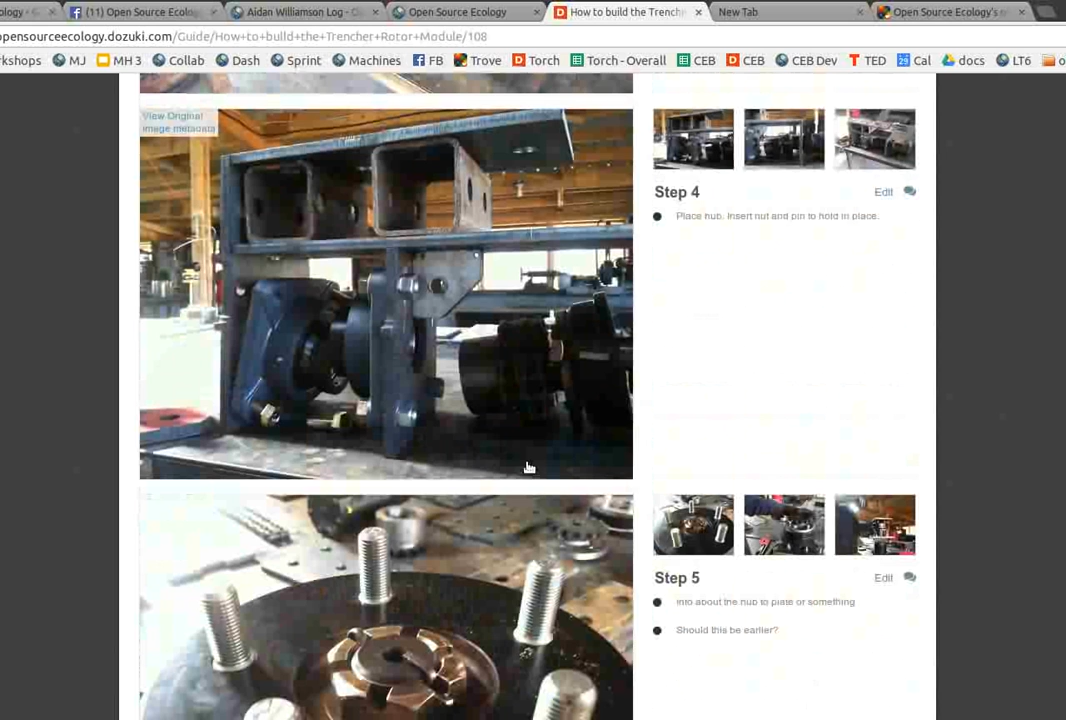 ology - G
(11) Open Source Ecolog
Aidan Williamson Log - O
Open Source Ecology
How to build the Trenche
New Tab
Open Source Ecology's
opensourceecology.dozuki.com/Guide/How+to+build+the+Trencher+Rotor+Module/108
kshops
MJ
MH 3
Collab
Dash
Sprint
Machines
FB
Trove
Torch
Torch - Overall
CEB
CEB
CEB Dev
TED
Cal
docs
LT6
View Original
image metadata
Step 4
Edit
Place hub. Insert nut and pin to hold in place.
Step 5
Edit
Info about the hub to plate or something
Should this be earlier?